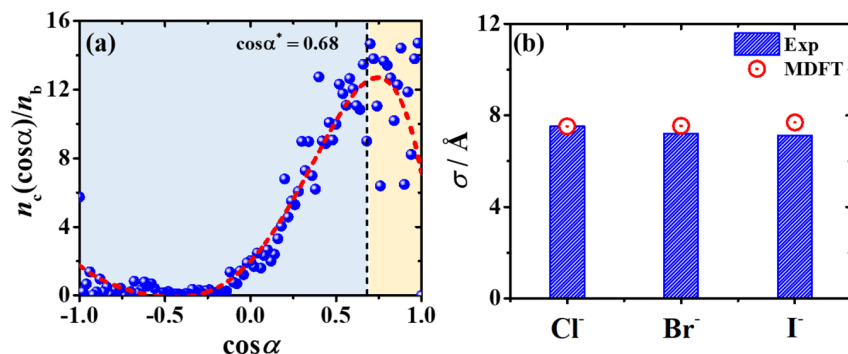 (a)
cosα* = 0.68
16
12
8
4
0
n_c(cosα)/n_b
-1.0
-0.5
0.0
0.5
1.0
cosα
(b)
Exp
MDFT
12
8
4
0
σ / Å
Cl⁻
Br⁻
I⁻